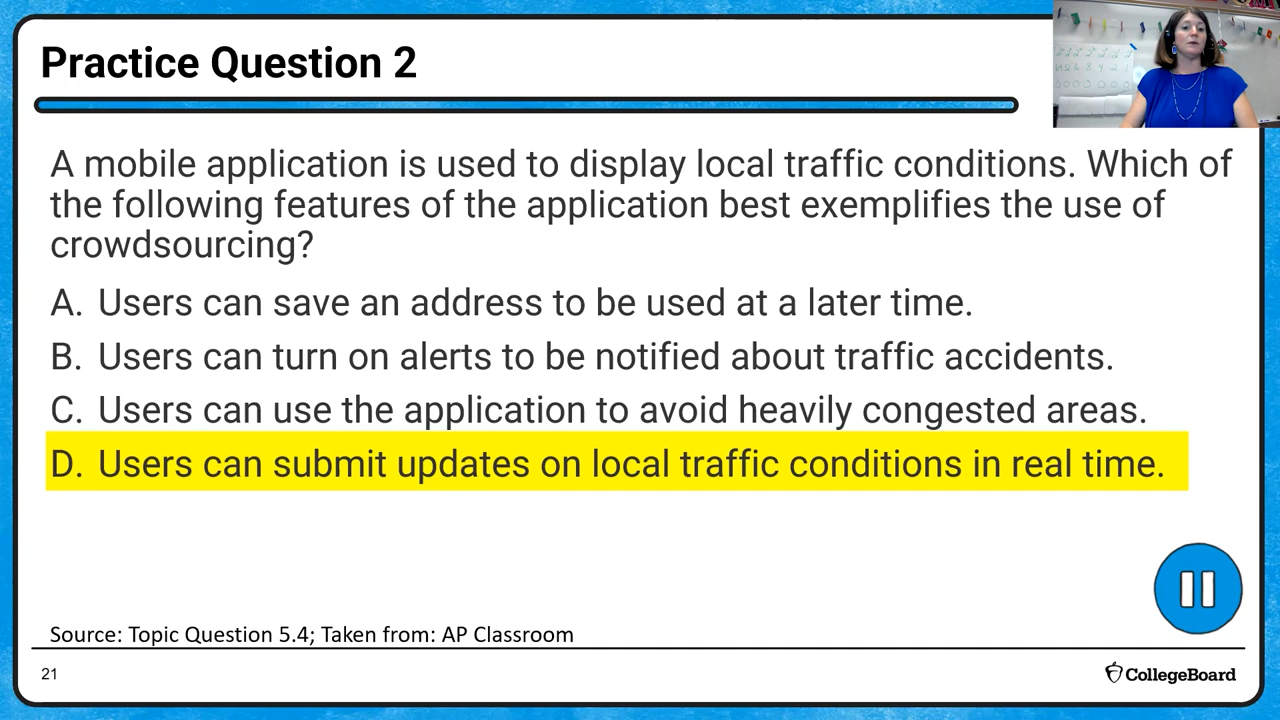 Practice Question 2
A mobile application is used to display local traffic conditions. Which of
the following features of the application best exemplifies the use of
crowdsourcing?
A. Users can save an address to be used at a later time.
B. Users can turn on alerts to be notified about traffic accidents.
C. Users can use the application to avoid heavily congested areas.
D. Users can submit updates on local traffic conditions in real time.
Source: Topic Question 5.4; Taken from: AP Classroom
21
CollegeBoard